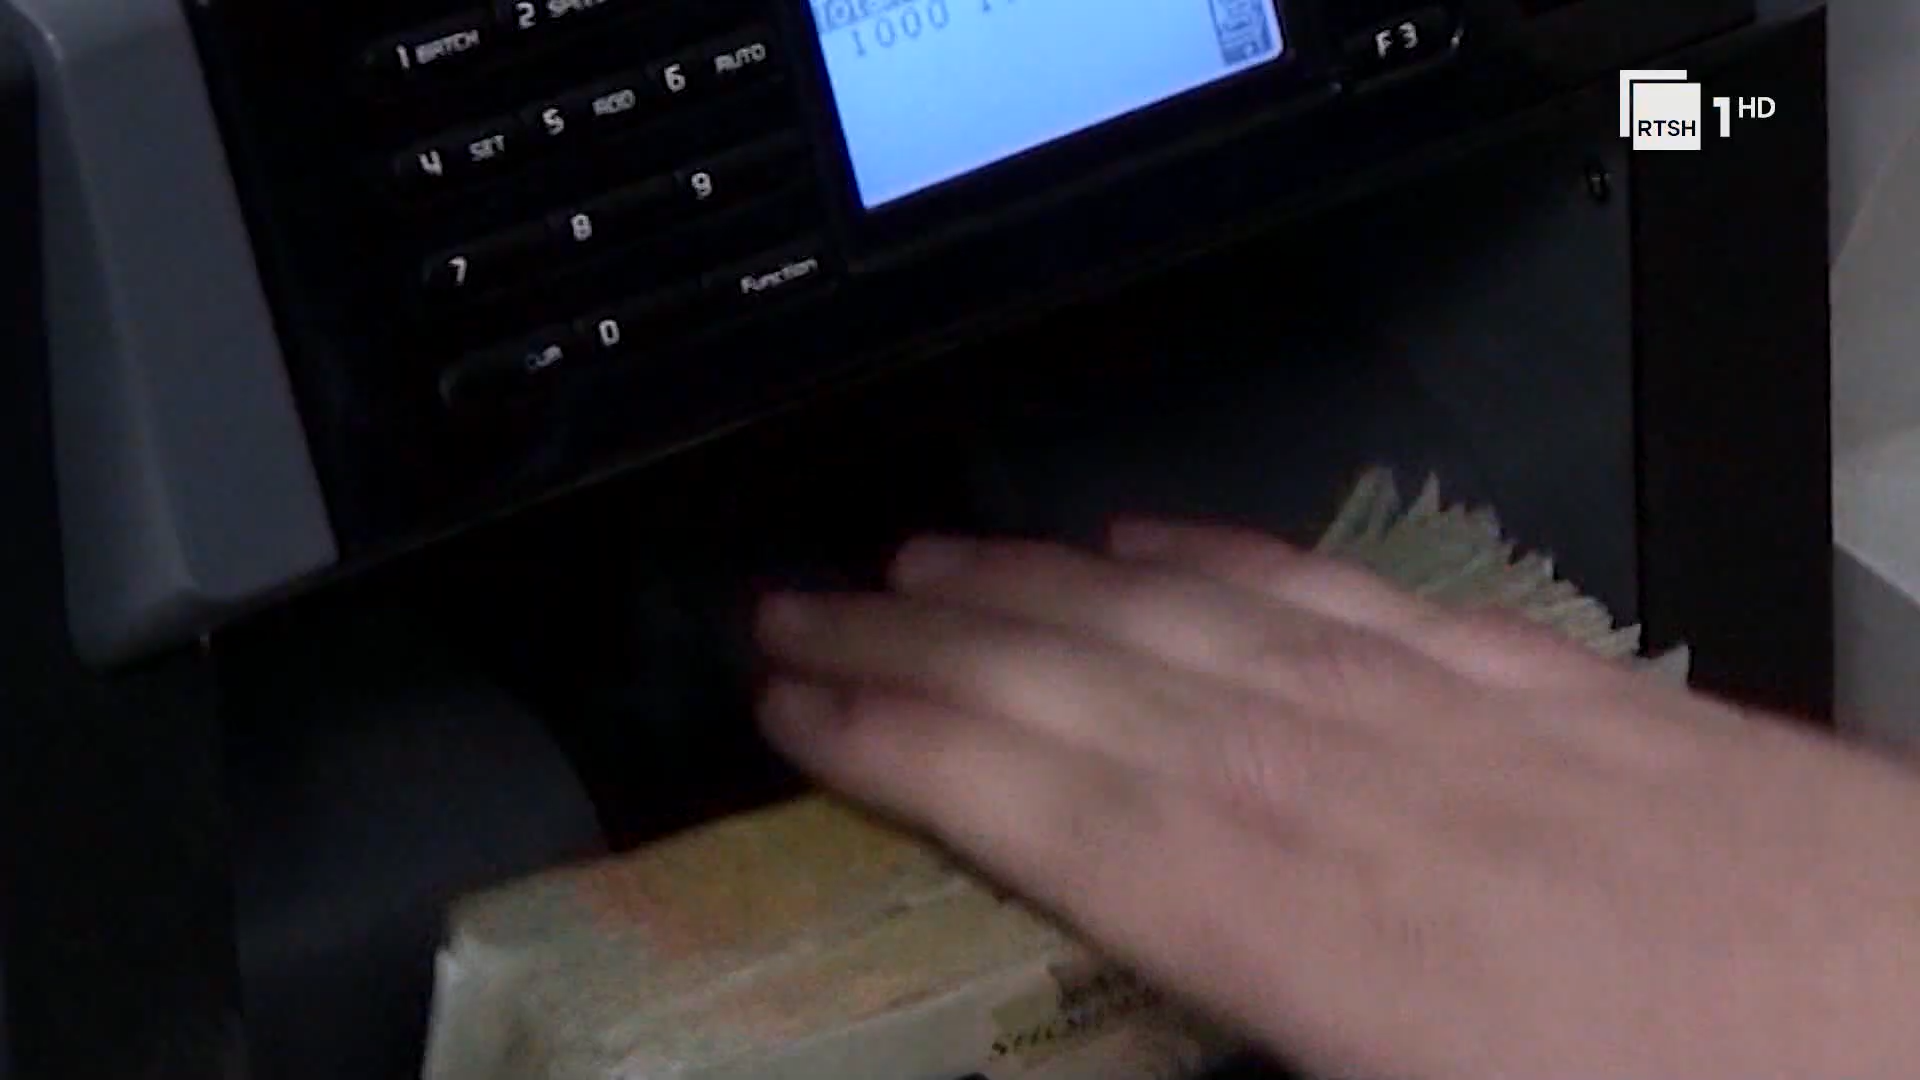 1 BATCH 2
4 SET 5 ADD 6 AUTO
7 8 9
CUR 0 Function
1000
F3
RTSH 1 HD